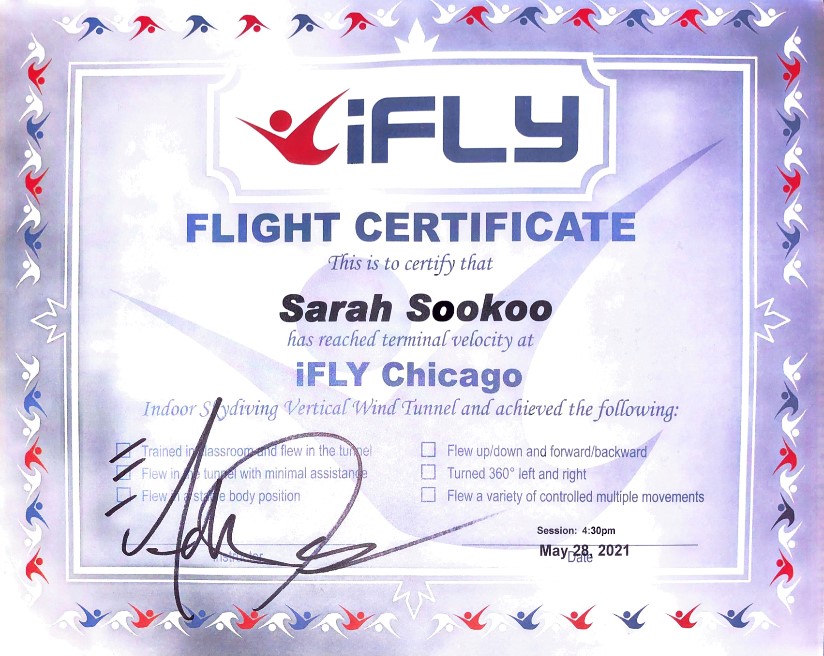 iFLY
FLIGHT CERTIFICATE
This is to certify that
Sarah Sookoo
has reached terminal velocity at
iFLY Chicago
Indoor Skydiving Vertical Wind Tunnel and achieved the following:
Trained in classroom and flew in the tunnel
Flew in the tunnel with minimal assistance
Flew in a stable body position
Flew up/down and forward/backward
Turned 360° left and right
Flew a variety of controlled multiple movements
Instructor
Session: 4:30pm
May 28, 2021
Date